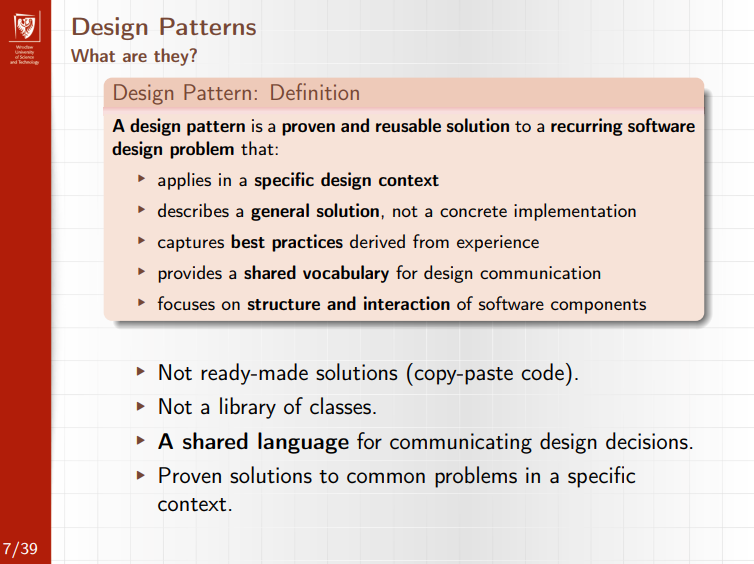 Design Patterns
What are they?
Wrocław
University
of Science
and Technology
Design Pattern: Definition
A design pattern is a proven and reusable solution to a recurring software
design problem that:
applies in a specific design context
describes a general solution, not a concrete implementation
captures best practices derived from experience
provides a shared vocabulary for design communication
focuses on structure and interaction of software components
Not ready-made solutions (copy-paste code).
Not a library of classes.
A shared language for communicating design decisions.
Proven solutions to common problems in a specific
context.
7/39